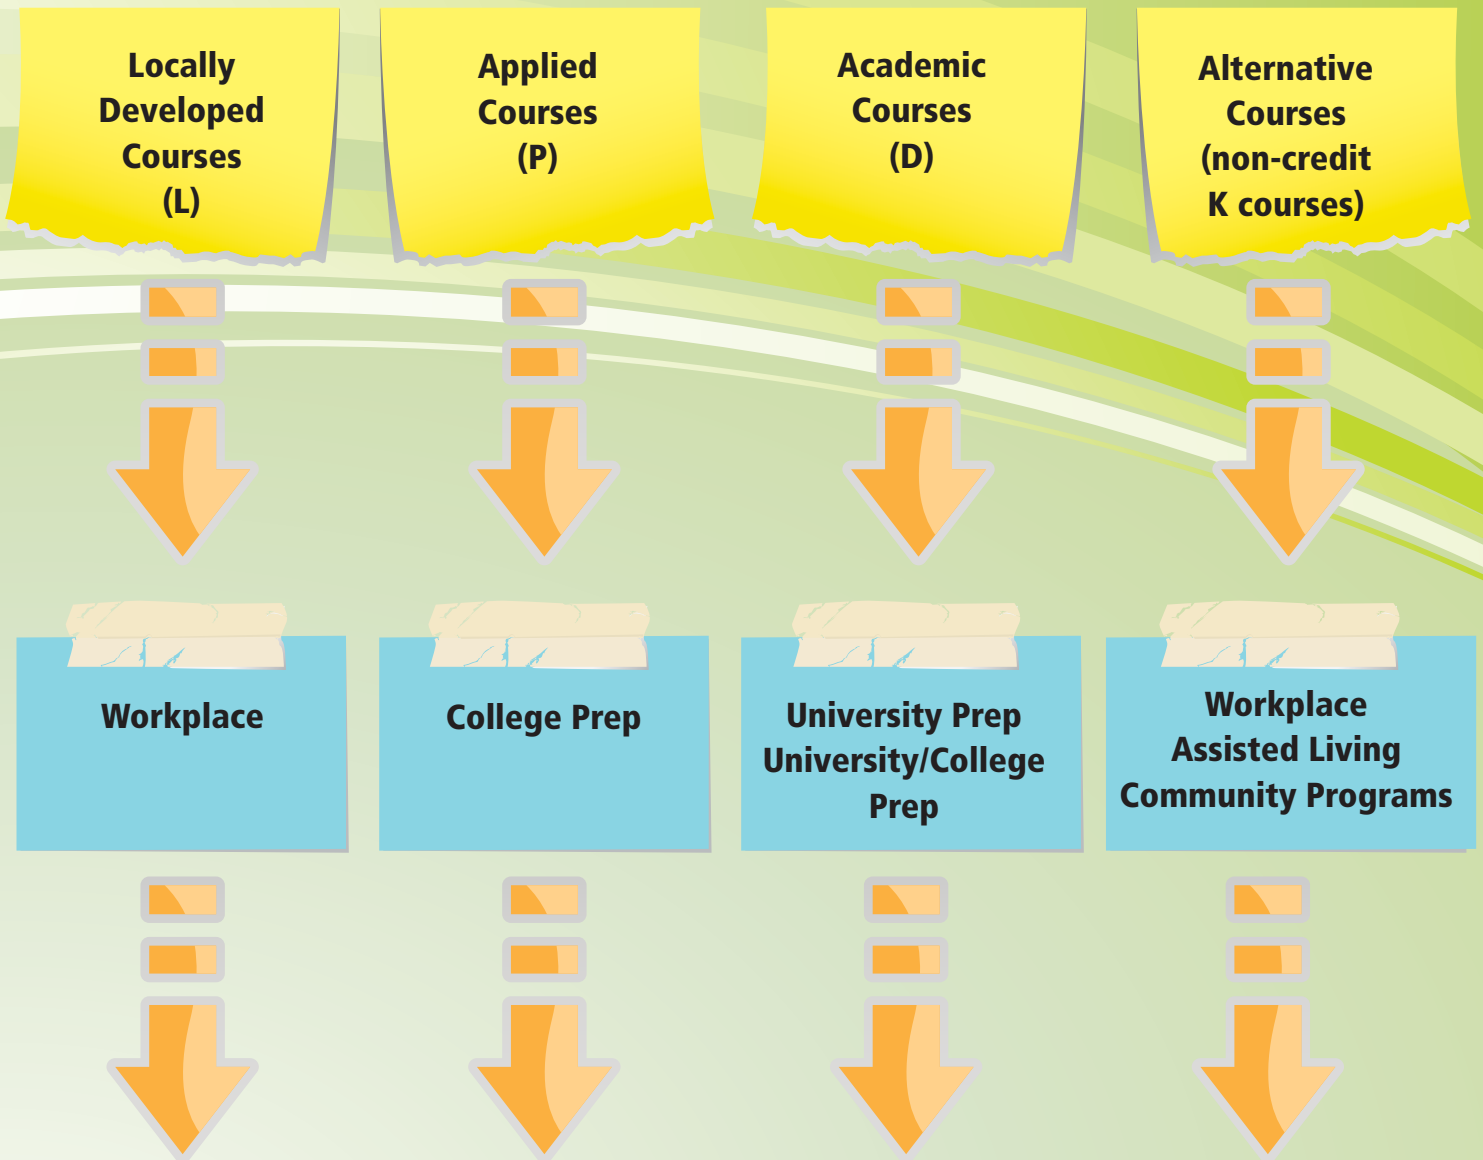 Locally
Developed
Courses
(L)
Applied
Courses
(P)
Academic
Courses
(D)
Alternative
Courses
(non-credit
K courses)
Workplace
College Prep
University Prep
University/College
Prep
Workplace
Assisted Living
Community Programs